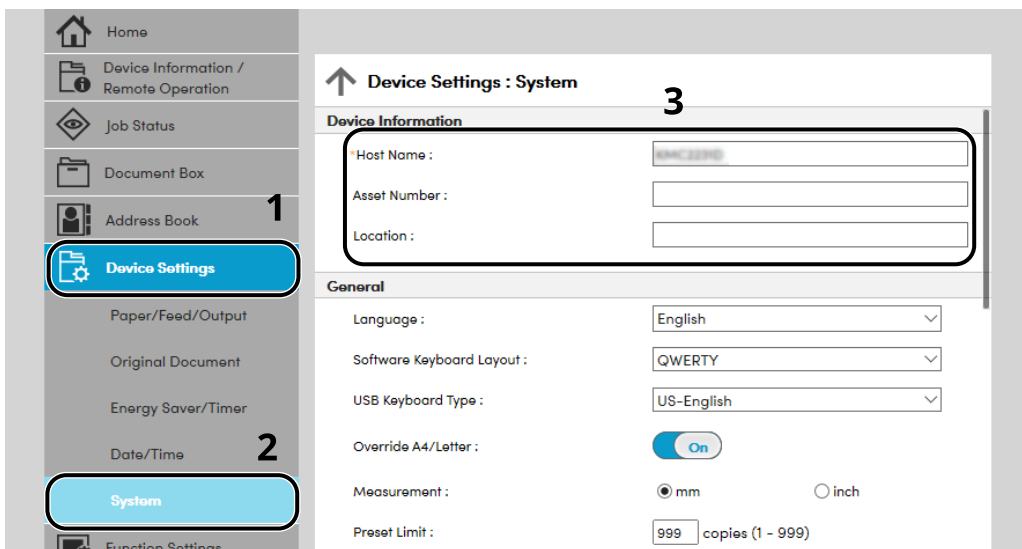 Home
Device Information /
Remote Operation
Job Status
Document Box
Address Book
1
Device Settings
Paper/Feed/Output
Original Document
Energy Saver/Timer
Date/Time
2
System
Function Settings
Device Settings : System
3
Device Information
*Host Name :
Asset Number :
Location :
General
Language : English
Software Keyboard Layout : QWERTY
USB Keyboard Type : US-English
Override A4/Letter : On
Measurement : mm inch
Preset Limit : 999 copies (1 - 999)